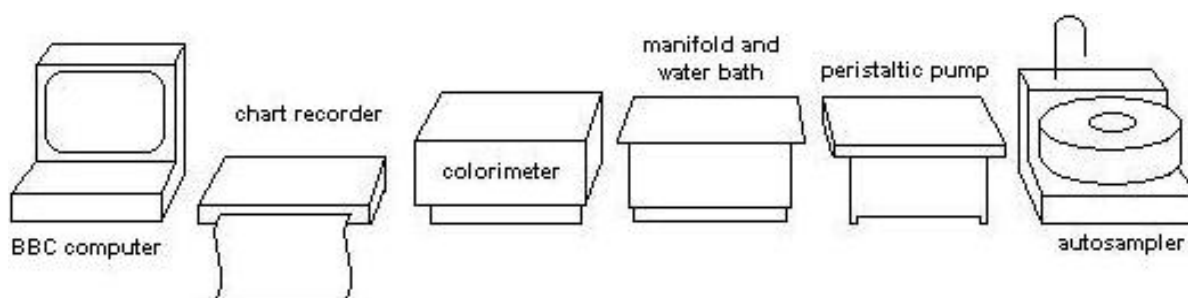 manifold and
water bath
peristaltic pump
chart recorder
colorimeter
BBC computer
autosampler